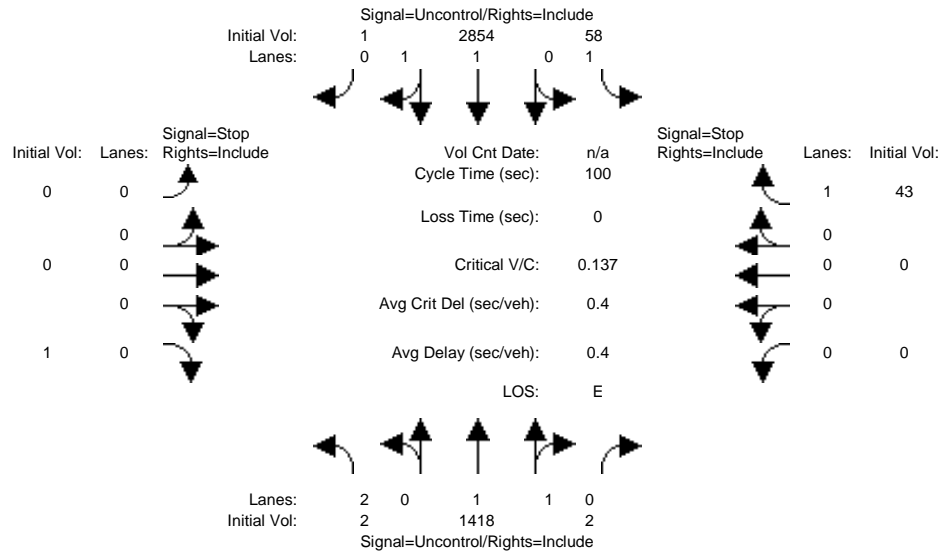 Signal=Uncontrol/Rights=Include
Initial Vol: 1 2854 58
Lanes: 0 1 1 0 1
Signal=Stop Signal=Stop
Initial Vol: Lanes: Rights=Include Vol Cnt Date: n/a Rights=Include Lanes: Initial Vol:
Cycle Time (sec): 100
0 0 1 43
Loss Time (sec): 0
0 0
0 0 Critical V/C: 0.137 0 0
0 Avg Crit Del (sec/veh): 0.4 0
1 0 Avg Delay (sec/veh): 0.4 0 0
LOS: E
Lanes: 2 0 1 1 0
Initial Vol: 2 1418 2
Signal=Uncontrol/Rights=Include